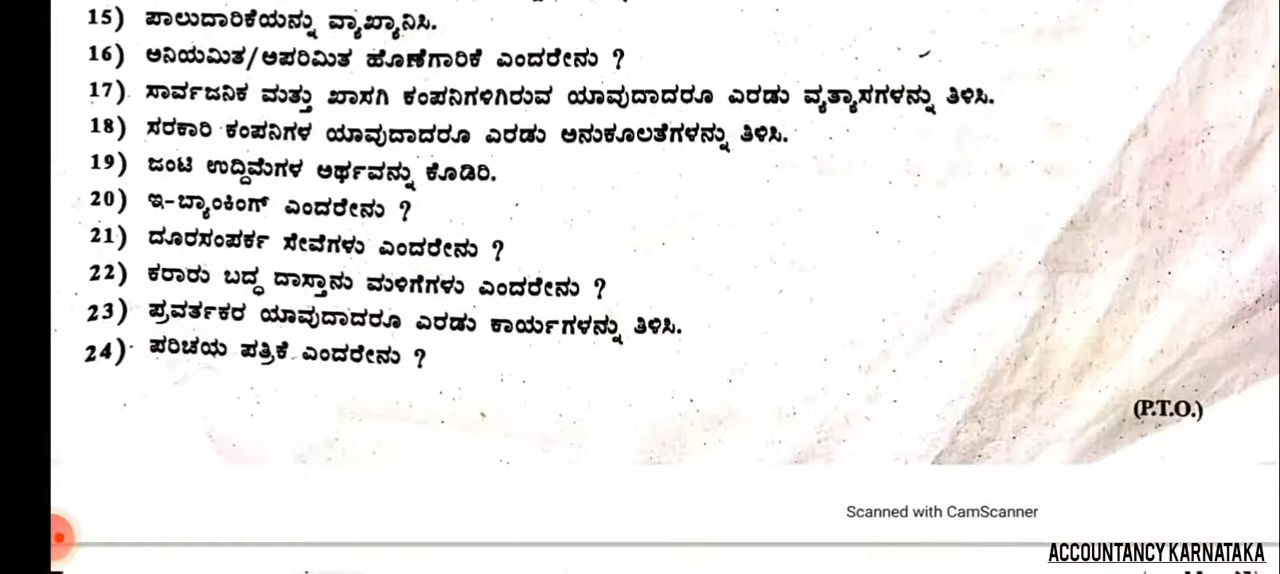 15) ಪಾಲುದಾರಿಕೆಯನ್ನು ವ್ಯಾಖ್ಯಾನಿಸಿ.
16) ಅನಿಯಮಿತ/ಅಪರಿಮಿತ ಹೊಣೆಗಾರಿಕೆ ಎಂದರೇನು ?
17) ಸಾರ್ವಜನಿಕ ಮತ್ತು ಖಾಸಗಿ ಕಂಪನಿಗಳಿಗಿರುವ ಯಾವುದಾದರೂ ಎರಡು ವ್ಯತ್ಯಾಸಗಳನ್ನು ತಿಳಿಸಿ.
18) ಸರಕಾರಿ ಕಂಪನಿಗಳ ಯಾವುದಾದರೂ ಎರಡು ಅನುಕೂಲತೆಗಳನ್ನು ತಿಳಿಸಿ.
19) ಜಂಟಿ ಉದ್ದಿಮೆಗಳ ಅರ್ಥವನ್ನು ಕೊಡಿರಿ.
20) ಇ-ಬ್ಯಾಂಕಿಂಗ್ ಎಂದರೇನು ?
21) ದೂರಸಂಪರ್ಕ ಸೇವೆಗಳು ಎಂದರೇನು ?
22) ಕರಾರು ಬದ್ಧ ದಾಸ್ತಾನು ಮಳಿಗೆಗಳು ಎಂದರೇನು ?
23) ಪ್ರವರ್ತಕರ ಯಾವುದಾದರೂ ಎರಡು ಕಾರ್ಯಗಳನ್ನು ತಿಳಿಸಿ.
24) ಪರಿಚಯ ಪತ್ರಿಕೆ ಎಂದರೇನು ?
(P.T.O.)
Scanned with CamScanner
ACCOUNTANCY KARNATAKA